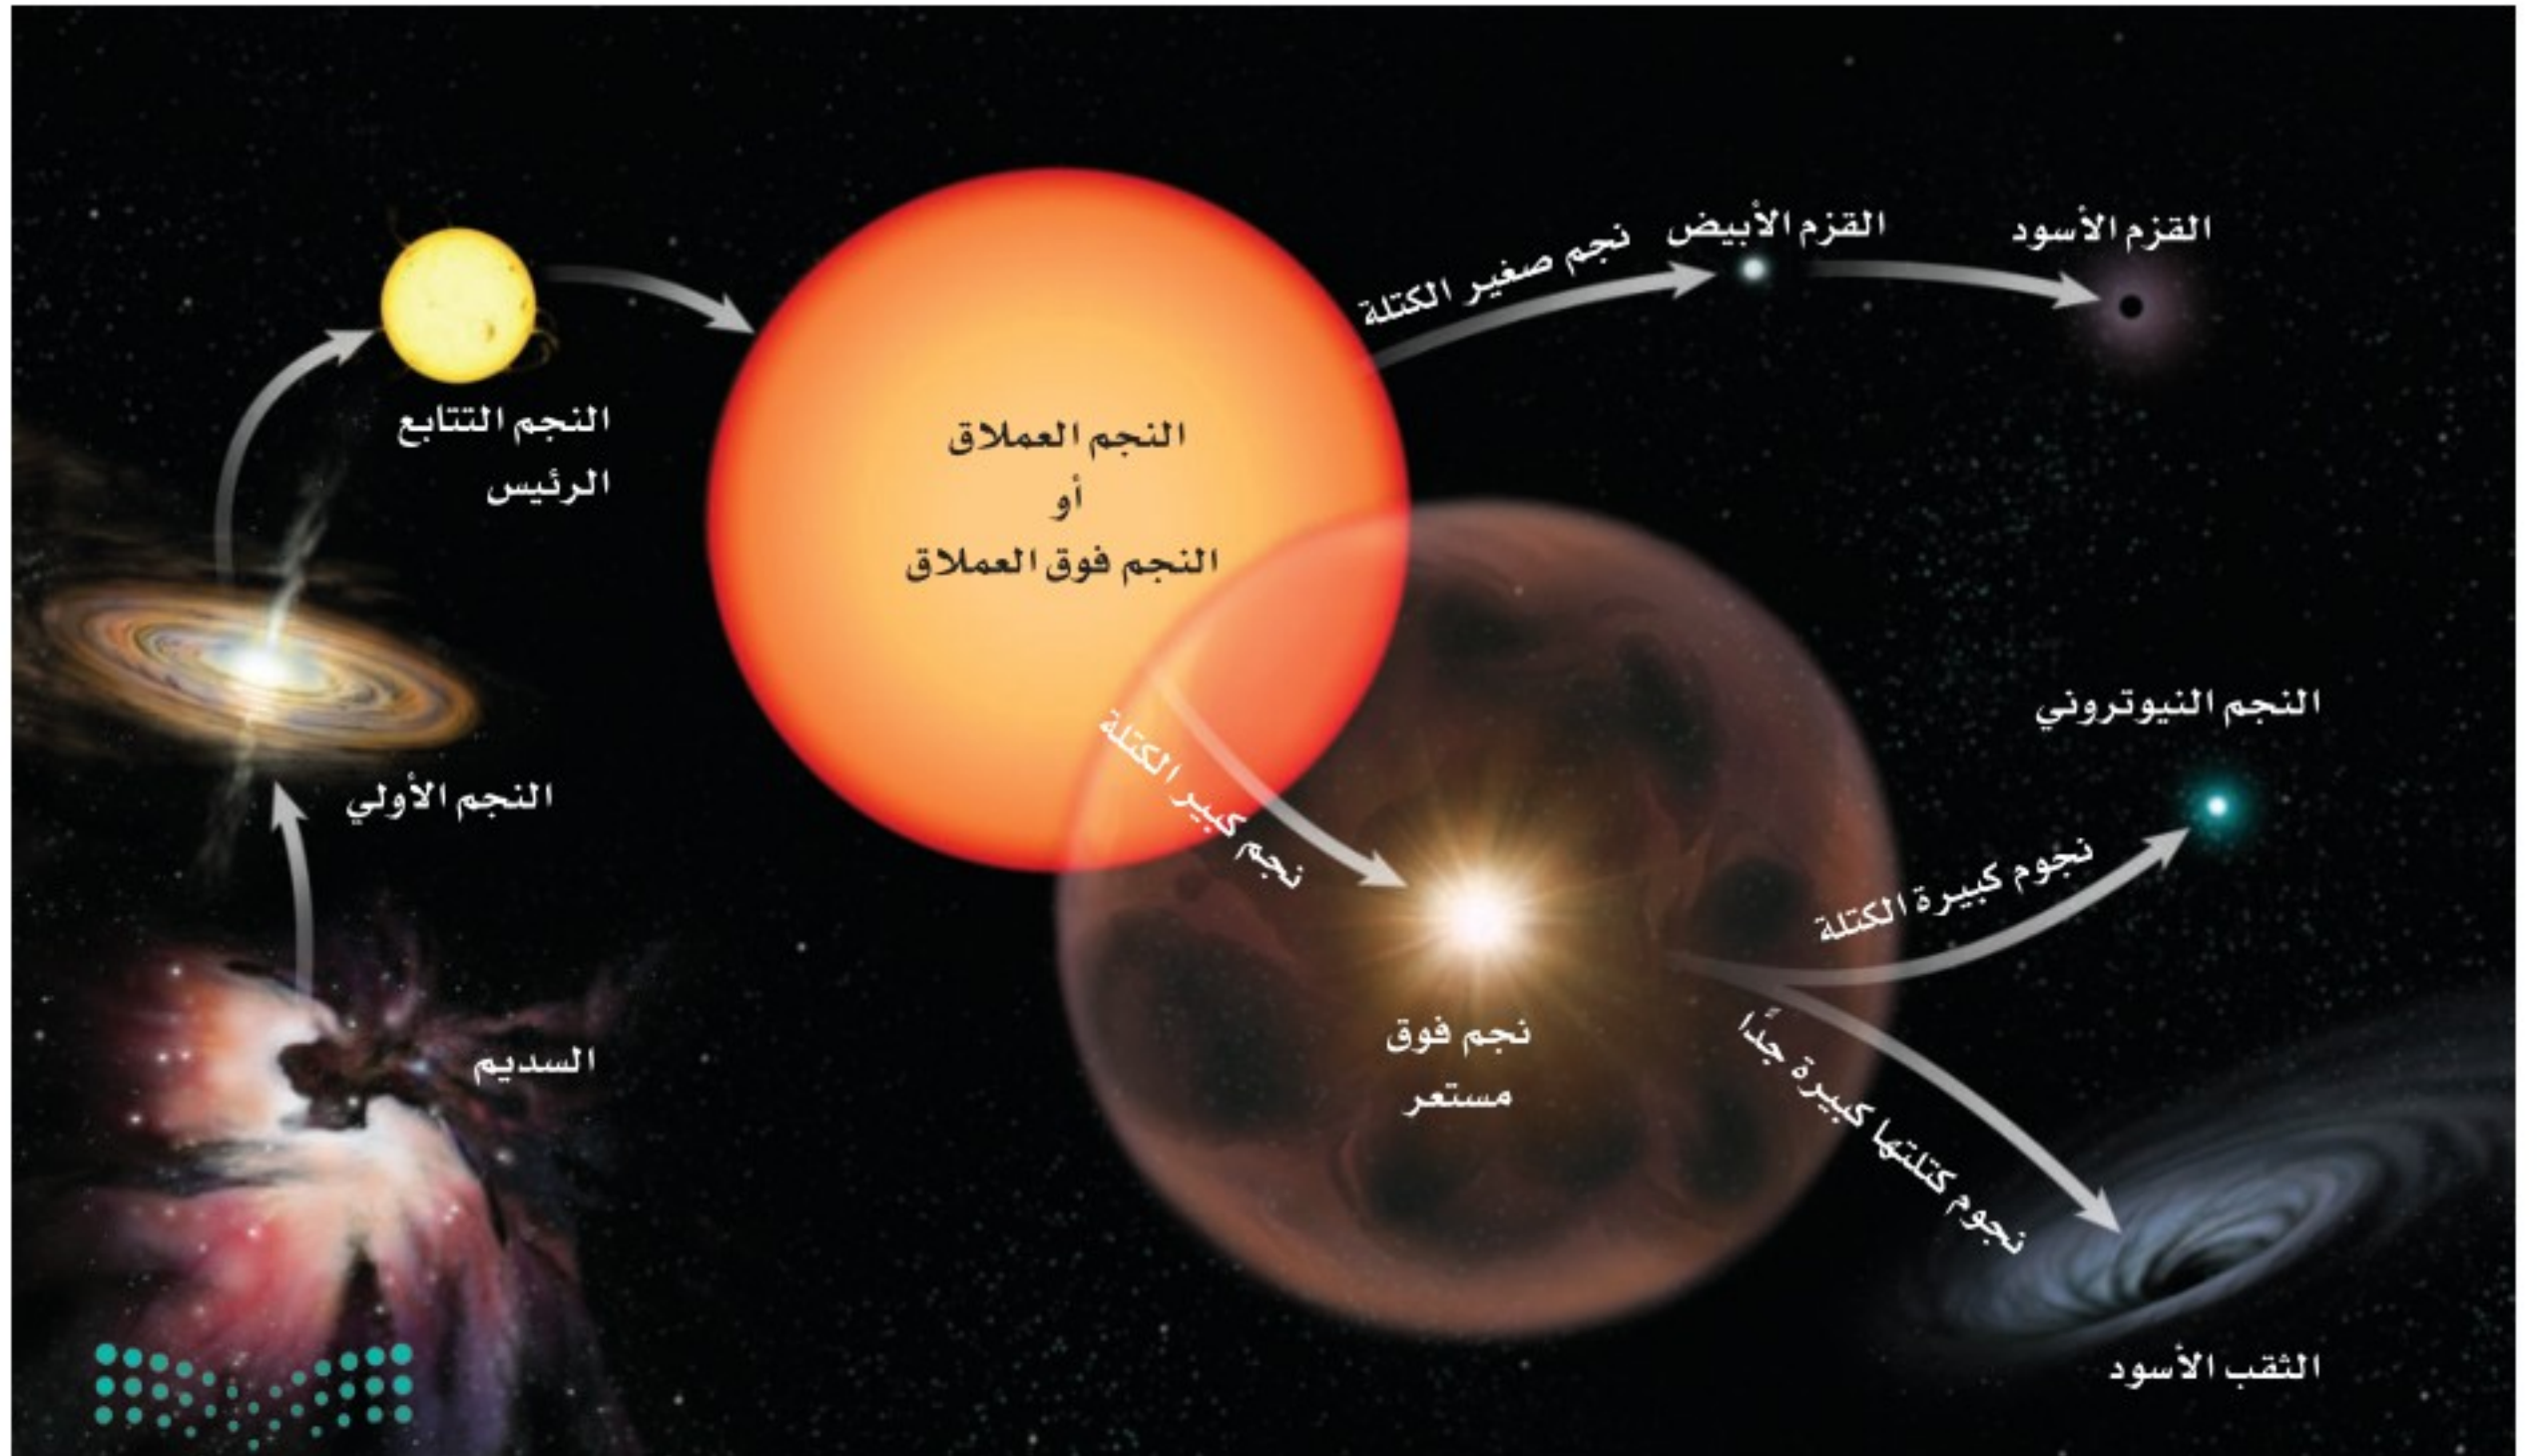 السديم
النجم الأولي
النجم التتابع
الرئيس
النجم العملاق
أو
النجم فوق العملاق
نجم صغير الكتلة
القزم الأبيض
القزم الأسود
نجم كبير الكتلة
نجم فوق
مستعر
نجوم كبيرة الكتلة
النجم النيوتروني
نجوم كتلتها كبيرة جدًا
الثقب الأسود